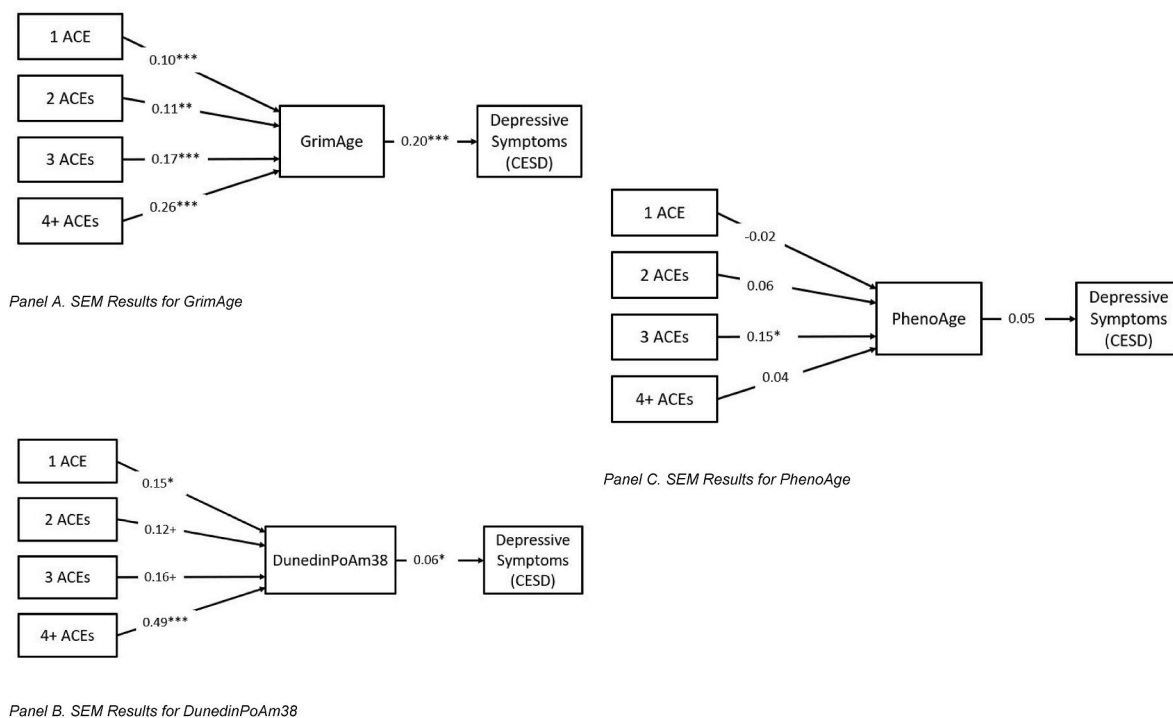 1 ACE
0.10***
2 ACEs
0.11**
3 ACEs
0.17***
4+ ACEs
0.26***
GrimAge
0.20***
Depressive
Symptoms
(CESD)
Panel A. SEM Results for GrimAge
1 ACE
0.15*
2 ACEs
0.12+
3 ACEs
0.16+
4+ ACEs
0.49***
DunedinPoAm38
0.06*
Depressive
Symptoms
(CESD)
Panel B. SEM Results for DunedinPoAm38
1 ACE
-0.02
2 ACEs
0.06
3 ACEs
0.15*
4+ ACEs
0.04
PhenoAge
0.05
Depressive
Symptoms
(CESD)
Panel C. SEM Results for PhenoAge